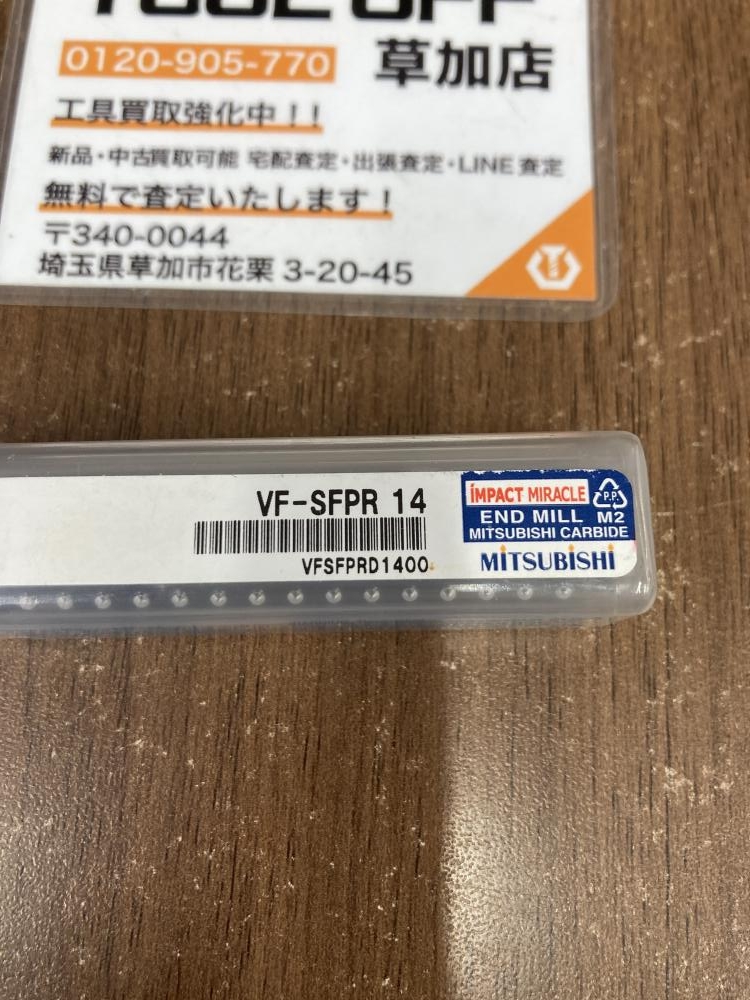 TOOL OFF
0120-905-770 草加店
工具買取強化中！！
新品・中古買取可能 宅配査定・出張査定・LINE査定
無料で査定いたします！
〒340-0044
埼玉県草加市花栗 3-20-45
VF-SFPR 14
VFSFPRD1400
iMPACT MIRACLE
P.P.
END MILL M2
MITSUBISHI CARBIDE
MiTSUBiSHi